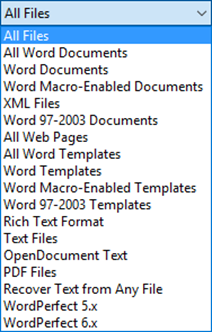 All Files
All Files
All Word Documents
Word Documents
Word Macro-Enabled Documents
XML Files
Word 97-2003 Documents
All Web Pages
All Word Templates
Word Templates
Word Macro-Enabled Templates
Word 97-2003 Templates
Rich Text Format
Text Files
OpenDocument Text
PDF Files
Recover Text from Any File
WordPerfect 5.x
WordPerfect 6.x